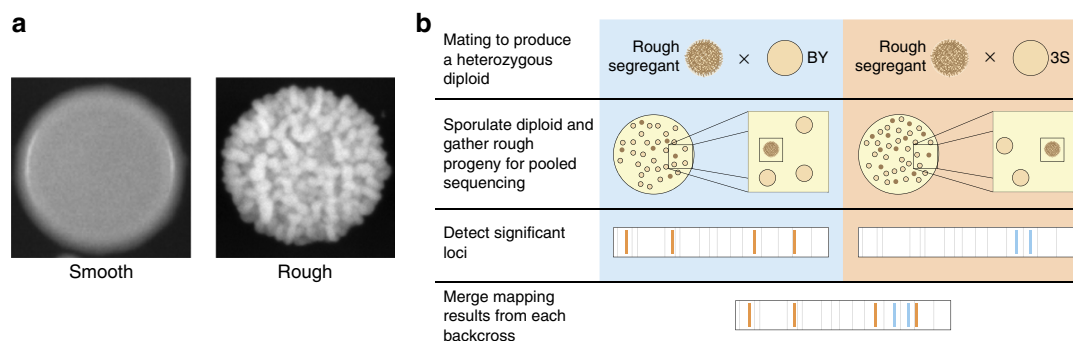 a
Smooth
Rough
b
Mating to produce
a heterozygous
diploid
Rough
segregant
×
BY
Rough
segregant
×
3S
Sporulate diploid and
gather rough
progeny for pooled
sequencing
Detect significant
loci
Merge mapping
results from each
backcross